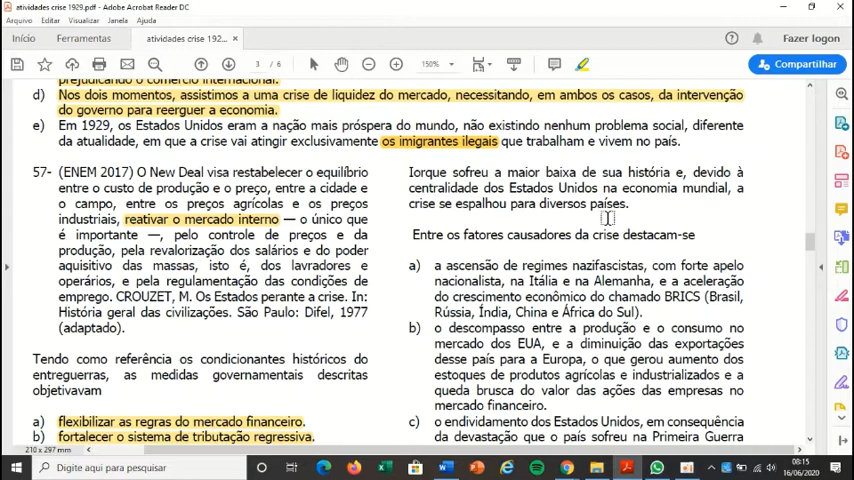 atividades crise 1929.pdf - Adobe Acrobat Reader DC
Arquivo Editar Visualizar Janela Ajuda
Início Ferramentas atividades crise 192... × Fazer logon
3 / 6 150% Compartilhar
prejudicando o comércio internacional.
d) Nos dois momentos, assistimos a uma crise de liquidez do mercado, necessitando, em ambos os casos, da intervenção
do governo para reerguer a economia.
e) Em 1929, os Estados Unidos eram a nação mais próspera do mundo, não existindo nenhum problema social, diferente
da atualidade, em que a crise vai atingir exclusivamente os imigrantes ilegais que trabalham e vivem no país.
57- (ENEM 2017) O New Deal visa restabelecer o equilíbrio
entre o custo de produção e o preço, entre a cidade e
o campo, entre os preços agrícolas e os preços
industriais, reativar o mercado interno — o único que
é importante —, pelo controle de preços e da
produção, pela revalorização dos salários e do poder
aquisitivo das massas, isto é, dos lavradores e
operários, e pela regulamentação das condições de
emprego. CROUZET, M. Os Estados perante a crise. In:
História geral das civilizações. São Paulo: Difel, 1977
(adaptado).
Tendo como referência os condicionantes históricos do
entreguerras, as medidas governamentais descritas
objetivavam
a) flexibilizar as regras do mercado financeiro.
b) fortalecer o sistema de tributação regressiva.
Iorque sofreu a maior baixa de sua história e, devido à
centralidade dos Estados Unidos na economia mundial, a
crise se espalhou para diversos países.
Entre os fatores causadores da crise destacam-se
a) a ascensão de regimes nazifascistas, com forte apelo
nacionalista, na Itália e na Alemanha, e a aceleração
do crescimento econômico do chamado BRICS (Brasil,
Rússia, Índia, China e África do Sul).
b) o descompasso entre a produção e o consumo no
mercado dos EUA, e a diminuição das exportações
desse país para a Europa, o que gerou aumento dos
estoques de produtos agrícolas e industrializados e a
queda brusca do valor das ações das empresas no
mercado financeiro.
c) o endividamento dos Estados Unidos, em consequência
da devastação que o país sofreu na Primeira Guerra
210 x 297 mm
Digite aqui para pesquisar
08:15
16/06/2020